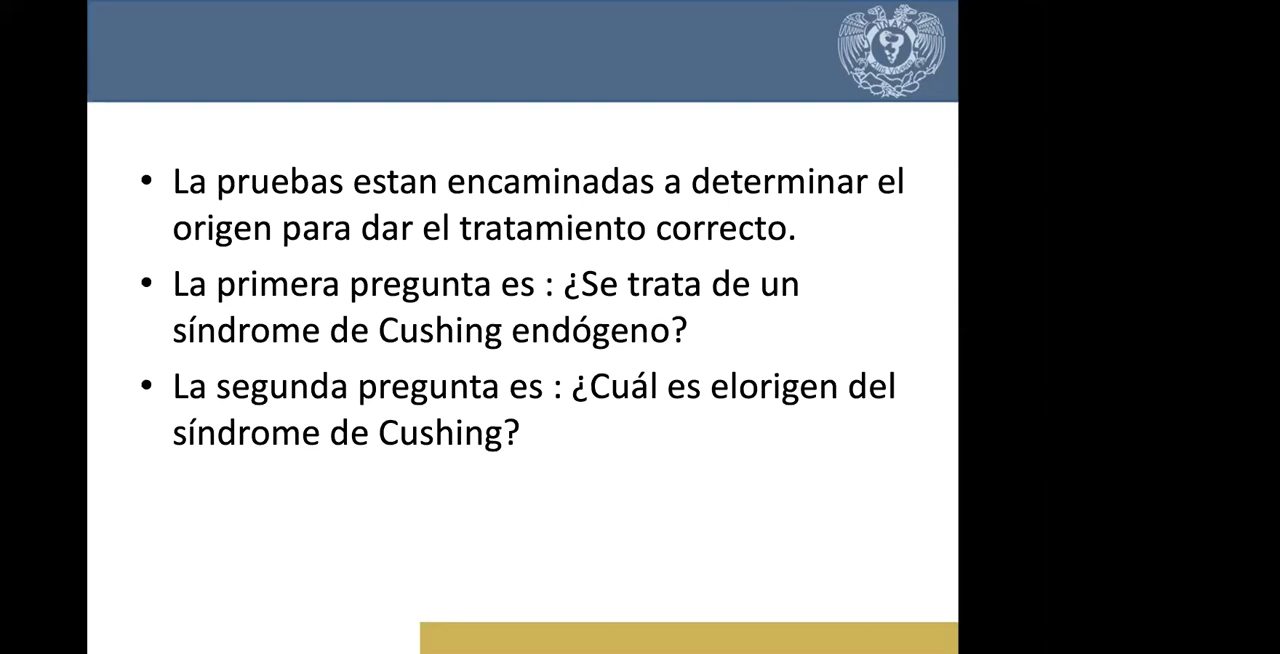 UNAM
• La pruebas estan encaminadas a determinar el
origen para dar el tratamiento correcto.
• La primera pregunta es : ¿Se trata de un
síndrome de Cushing endógeno?
• La segunda pregunta es : ¿Cuál es elorigen del
síndrome de Cushing?